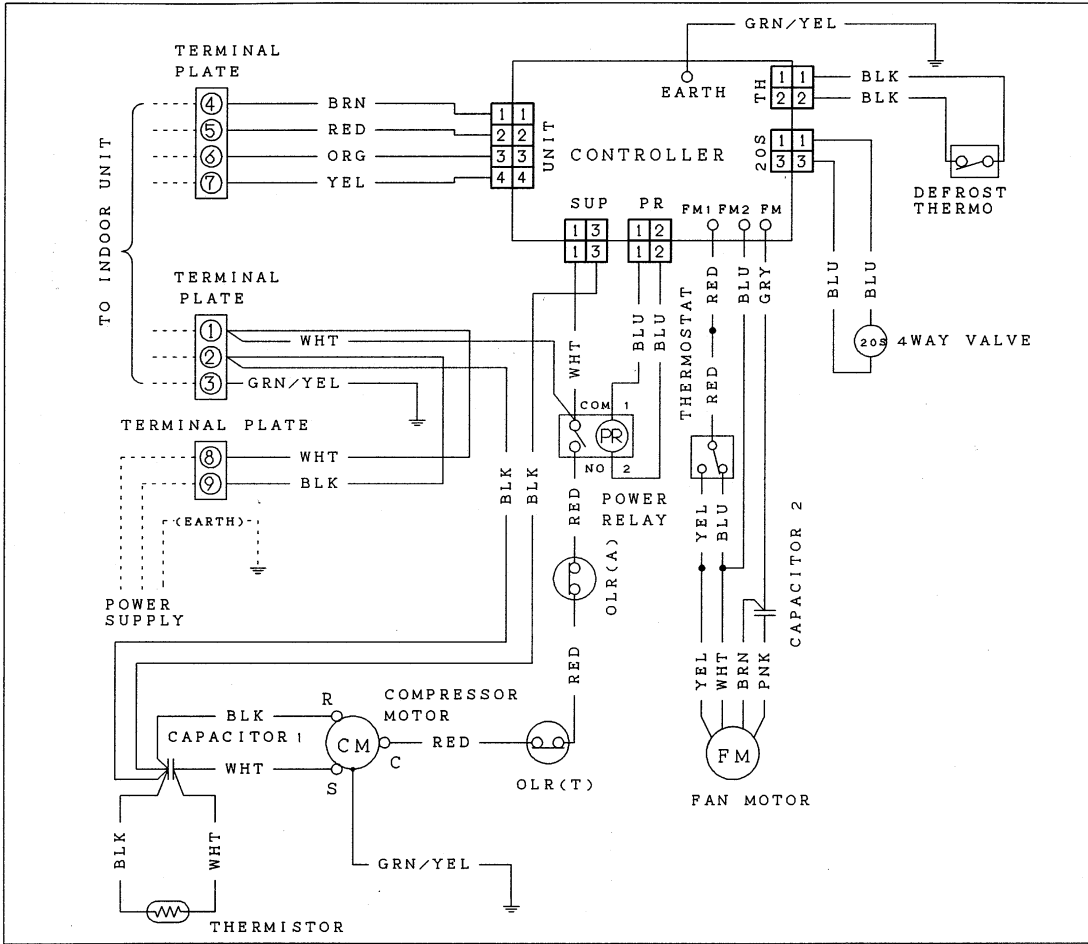 GRN/YEL
TERMINAL
PLATE
EARTH
TH
1 1
2 2
BLK
BLK
4 BRN
5 RED
6 ORG
7 YEL
1 1
2 2
3 3
4 4
UNIT
CONTROLLER
20S
1 1
3 3
DEFROST
THERMO
TO INDOOR UNIT
SUP
1 3
1 3
PR
1 2
1 2
FM1 FM2 FM
RED
BLU
GRY
BLU
BLU
20S 4WAY VALVE
TERMINAL
PLATE
1
WHT
2
3 GRN/YEL
WHT
BLU
BLU
THERMOSTAT
RED
COM 1
PR
NO 2
POWER
RELAY
TERMINAL PLATE
8 WHT
9 BLK
(EARTH)
POWER
SUPPLY
BLK
BLK
RED
OLR(A)
YEL
BLU
CAPACITOR 2
RED
YEL
WHT
BRN
PNK
FM
FAN MOTOR
COMPRESSOR
MOTOR
R
BLK
CAPACITOR 1
CM
C
RED
WHT
S
OLR(T)
BLK
WHT
GRN/YEL
THERMISTOR